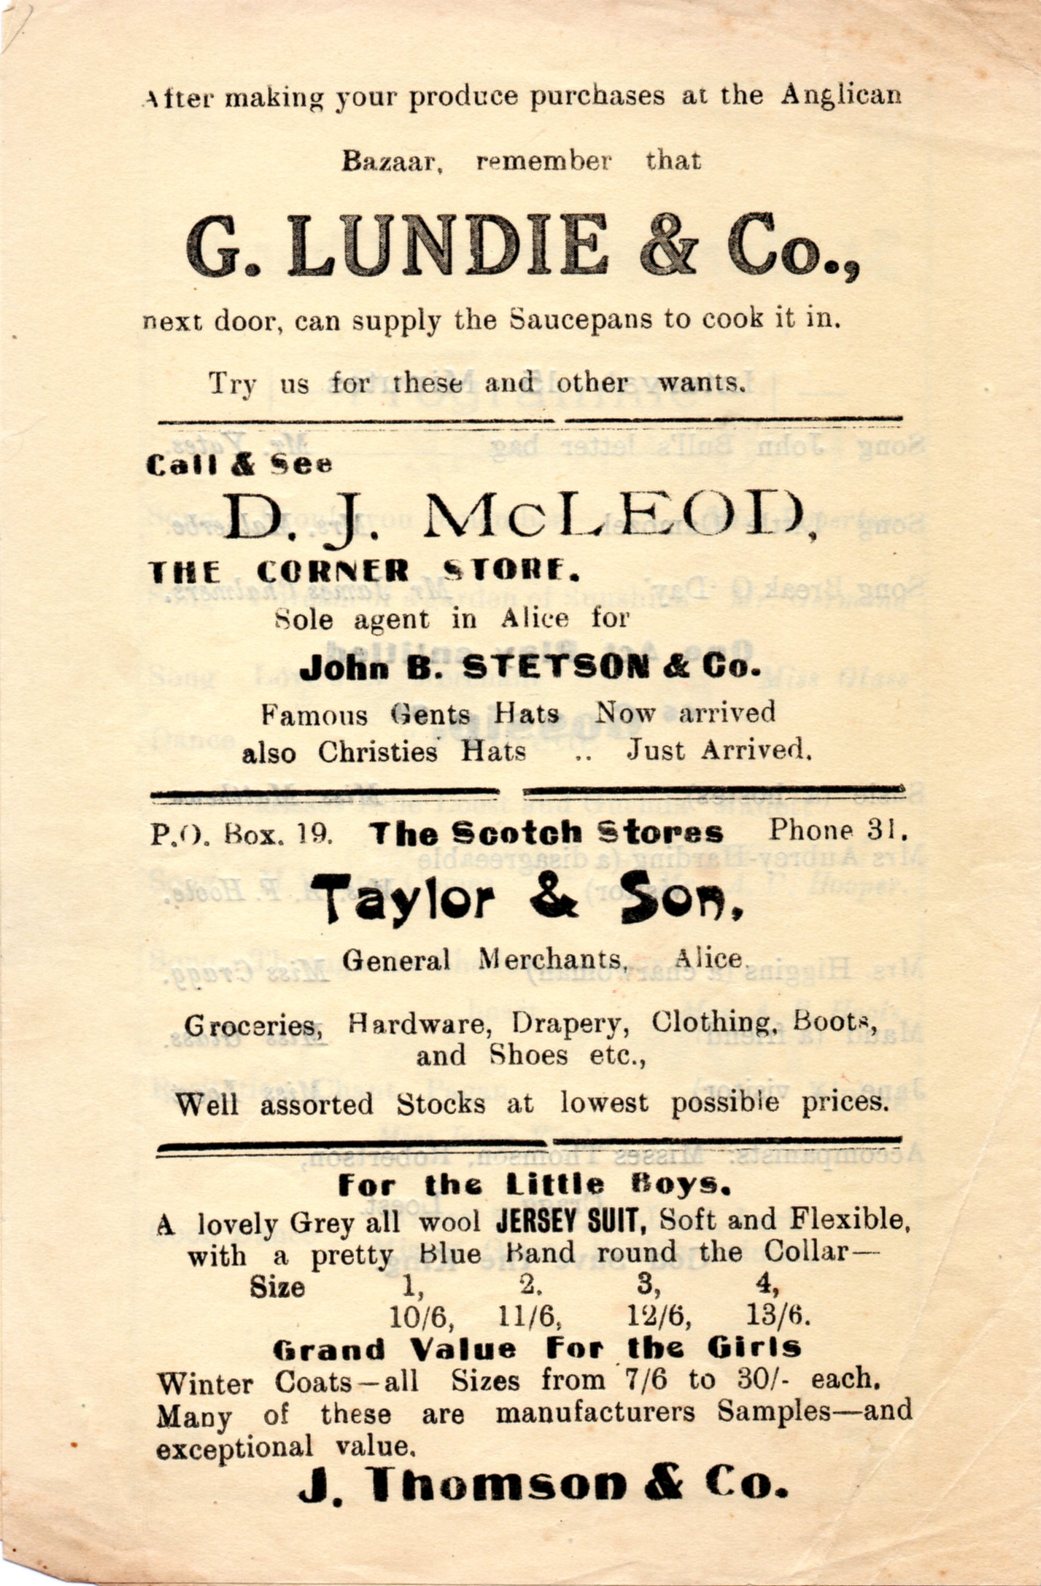 After making your produce purchases at the Anglican
Bazaar, remember that
G. LUNDIE & Co.,
next door, can supply the Saucepans to cook it in.
Try us for these and other wants.
Call & See
D. J. McLEOD,
THE CORNER STORE.
Sole agent in Alice for
John B. STETSON & Co.
Famous Gents Hats Now arrived
also Christies Hats .. Just Arrived.
P.O. Box. 19. The Scotch Stores Phone 31.
Taylor & Son,
General Merchants, Alice.
Groceries, Hardware, Drapery, Clothing, Boots,
and Shoes etc.,
Well assorted Stocks at lowest possible prices.
For the Little Boys.
A lovely Grey all wool JERSEY SUIT, Soft and Flexible,
with a pretty Blue Band round the Collar—
Size 1, 2. 3, 4,
10/6, 11/6, 12/6, 13/6.
Grand Value For the Girls
Winter Coats—all Sizes from 7/6 to 30/- each.
Many of these are manufacturers Samples—and
exceptional value.
J. Thomson & Co.